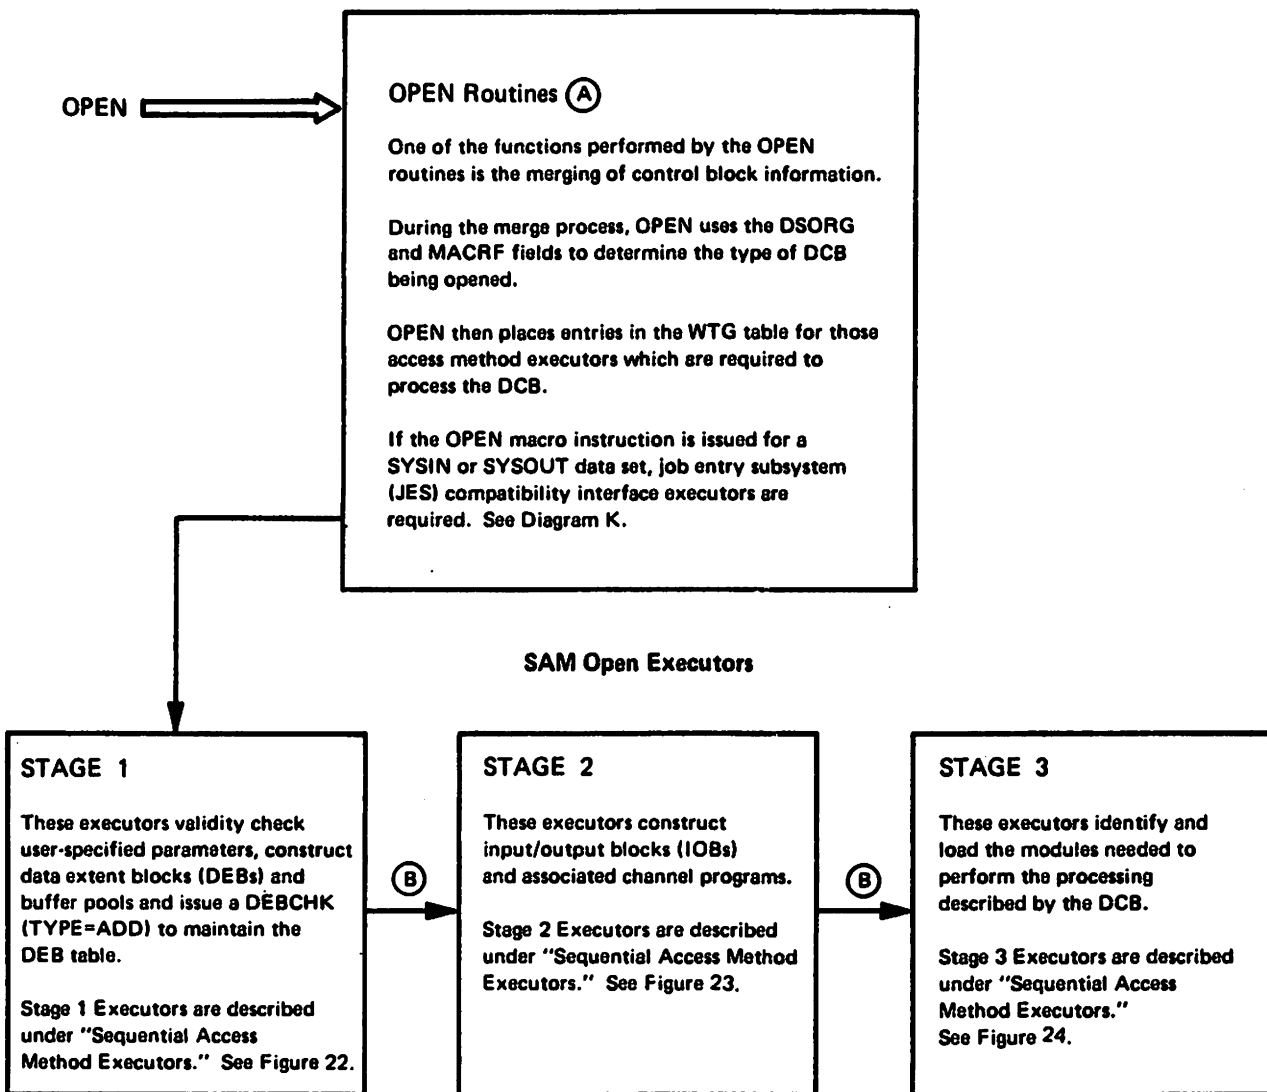 OPEN
OPEN Routines A
One of the functions performed by the OPEN
routines is the merging of control block information.
During the merge process, OPEN uses the DSORG
and MACRF fields to determine the type of DCB
being opened.
OPEN then places entries in the WTG table for those
access method executors which are required to
process the DCB.
If the OPEN macro instruction is issued for a
SYSIN or SYSOUT data set, job entry subsystem
(JES) compatibility interface executors are
required. See Diagram K.
SAM Open Executors
STAGE 1
These executors validity check
user-specified parameters, construct
data extent blocks (DEBs) and
buffer pools and issue a DEBCHK
(TYPE=ADD) to maintain the
DEB table.
Stage 1 Executors are described
under "Sequential Access
Method Executors." See Figure 22.
B
STAGE 2
These executors construct
input/output blocks (IOBs)
and associated channel programs.
Stage 2 Executors are described
under "Sequential Access Method
Executors." See Figure 23.
B
STAGE 3
These executors identify and
load the modules needed to
perform the processing
described by the DCB.
Stage 3 Executors are described
under "Sequential Access
Method Executors."
See Figure 24.